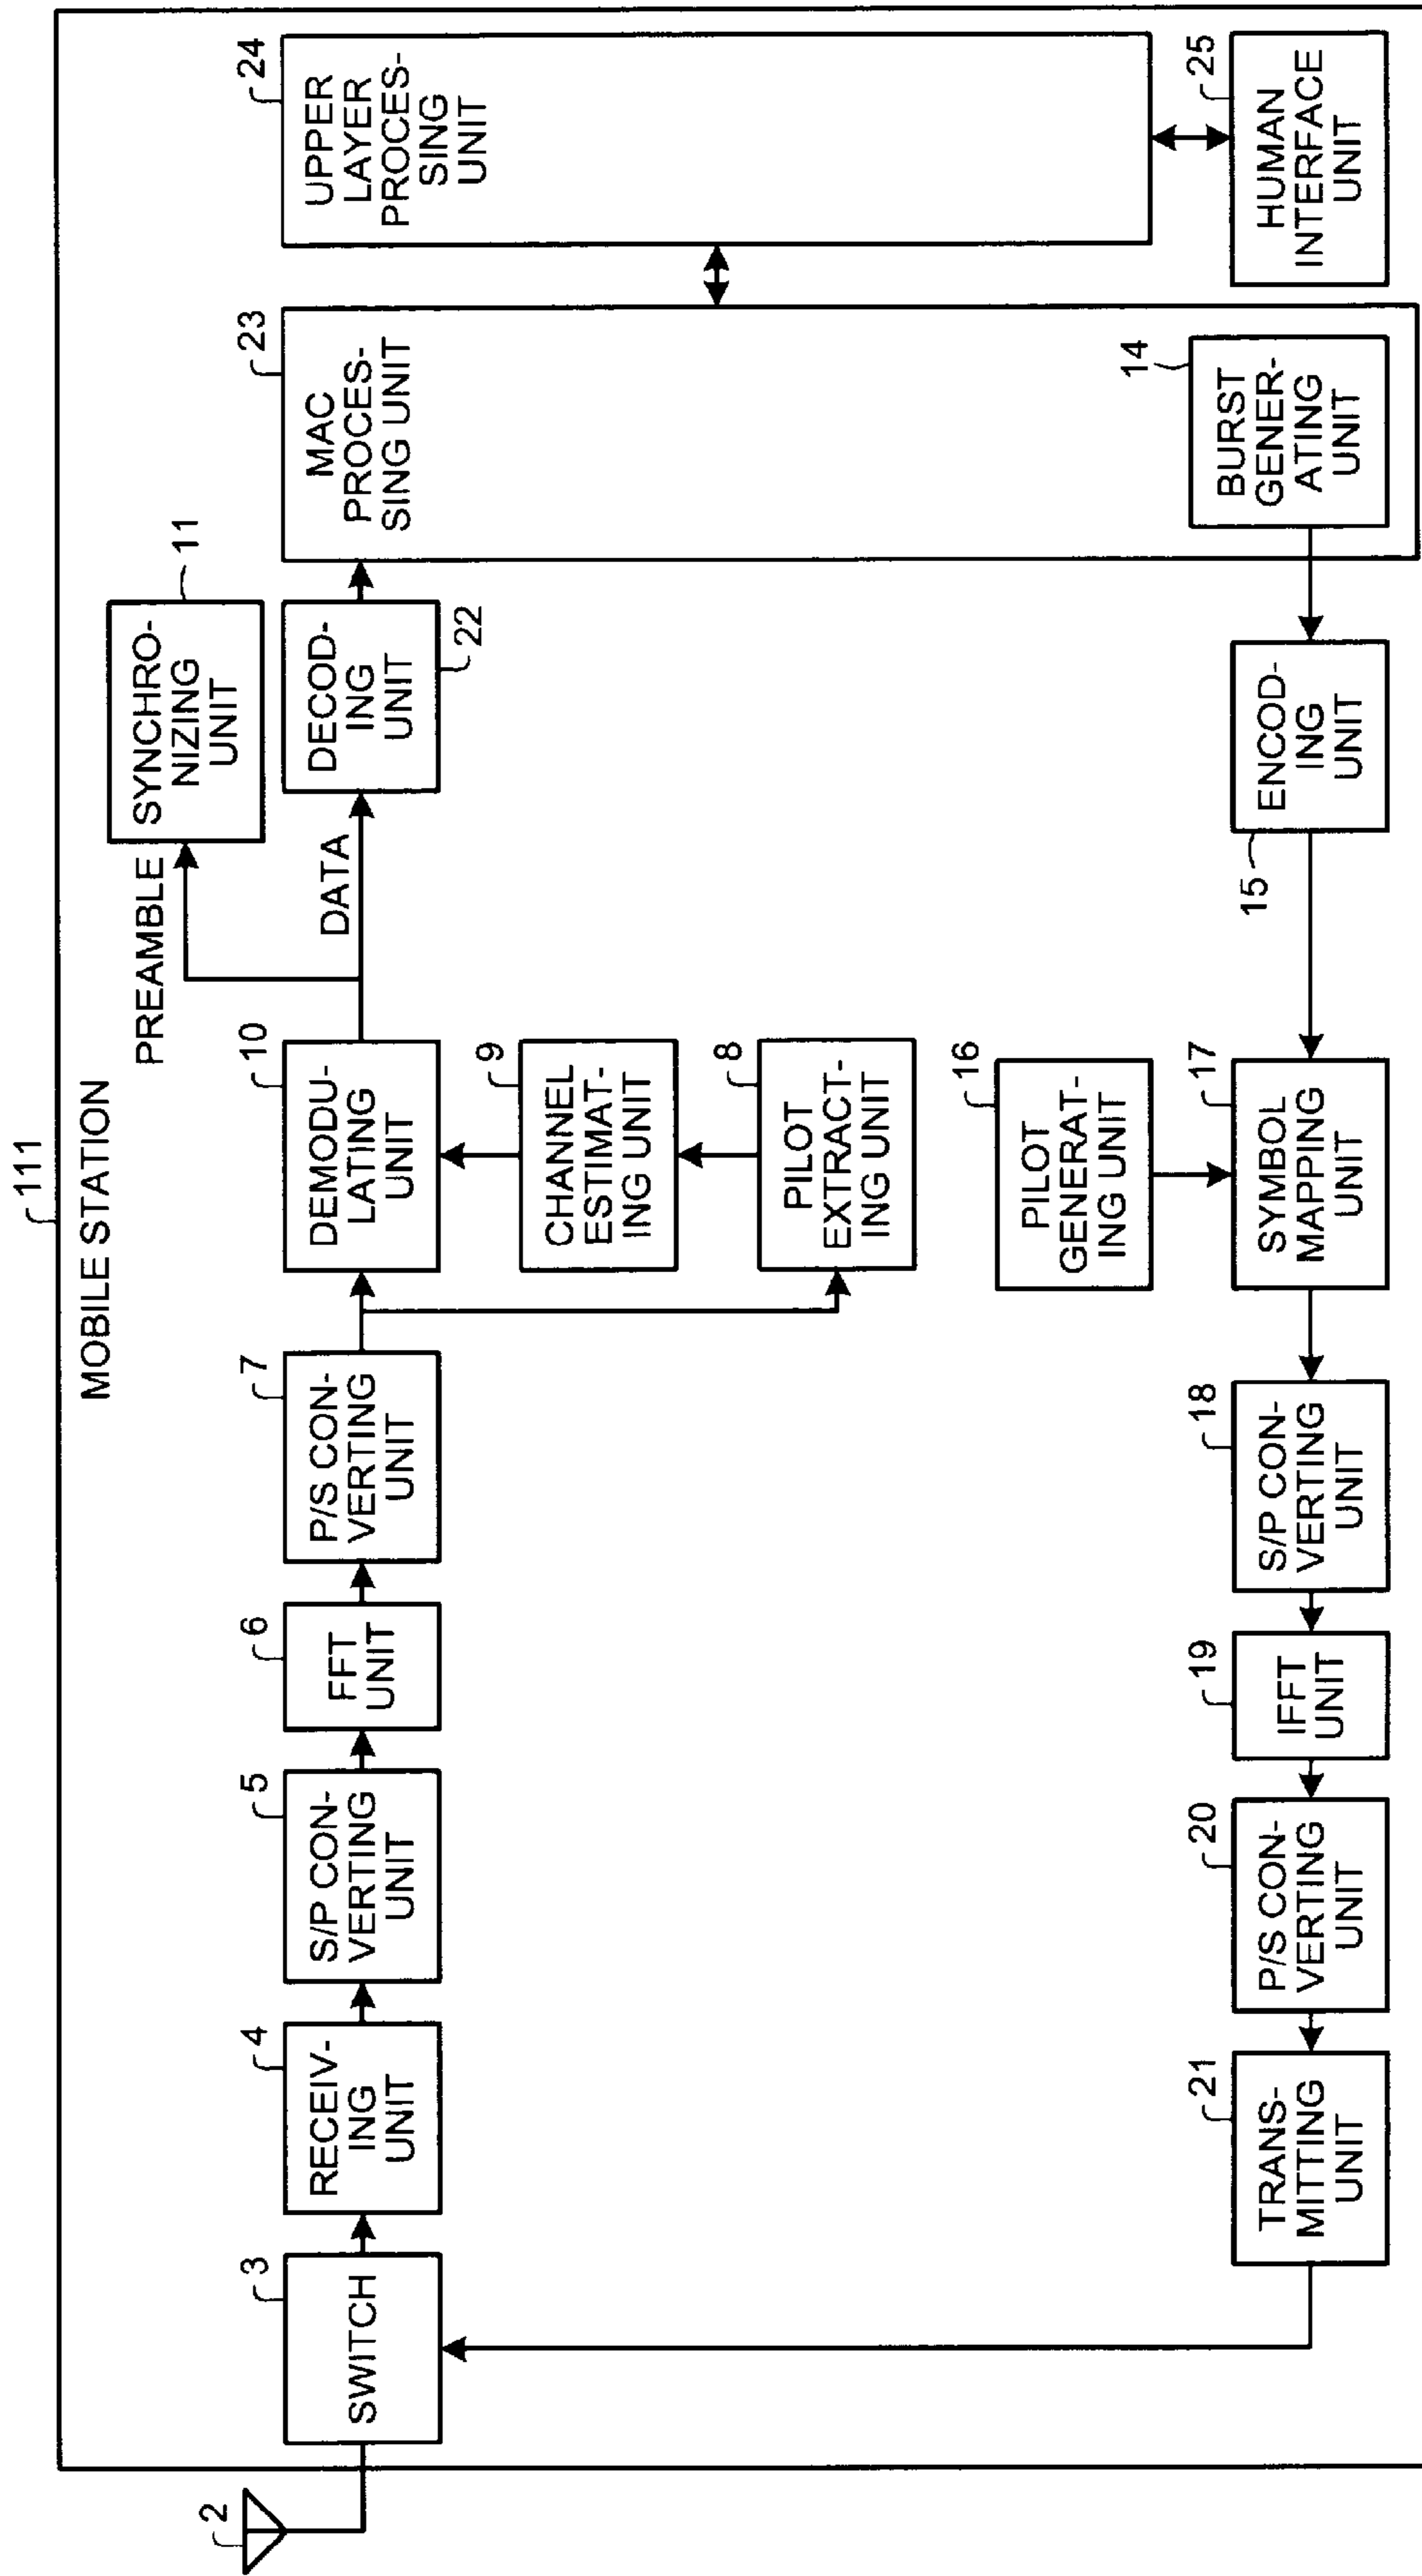 111
MOBILE STATION
2
3
SWITCH
4
RECEIV-
ING
UNIT
5
S/P CON-
VERTING
UNIT
6
FFT
UNIT
7
P/S CON-
VERTING
UNIT
10
DEMODU-
LATING
UNIT
9
CHANNEL
ESTIMAT-
ING UNIT
8
PILOT
EXTRACT-
ING UNIT
PREAMBLE
SYNCHRO-
NIZING
UNIT
11
DATA
DECOD-
ING
UNIT
22
23
MAC
PROCES-
SING UNIT
24
UPPER
LAYER
PROCES-
SING
UNIT
25
HUMAN
INTERFACE
UNIT
14
BURST
GENER-
ATING
UNIT
15
ENCOD-
ING
UNIT
16
PILOT
GENERAT-
ING UNIT
17
SYMBOL
MAPPING
UNIT
18
S/P CON-
VERTING
UNIT
19
IFFT
UNIT
20
P/S CON-
VERTING
UNIT
21
TRANS-
MITTING
UNIT